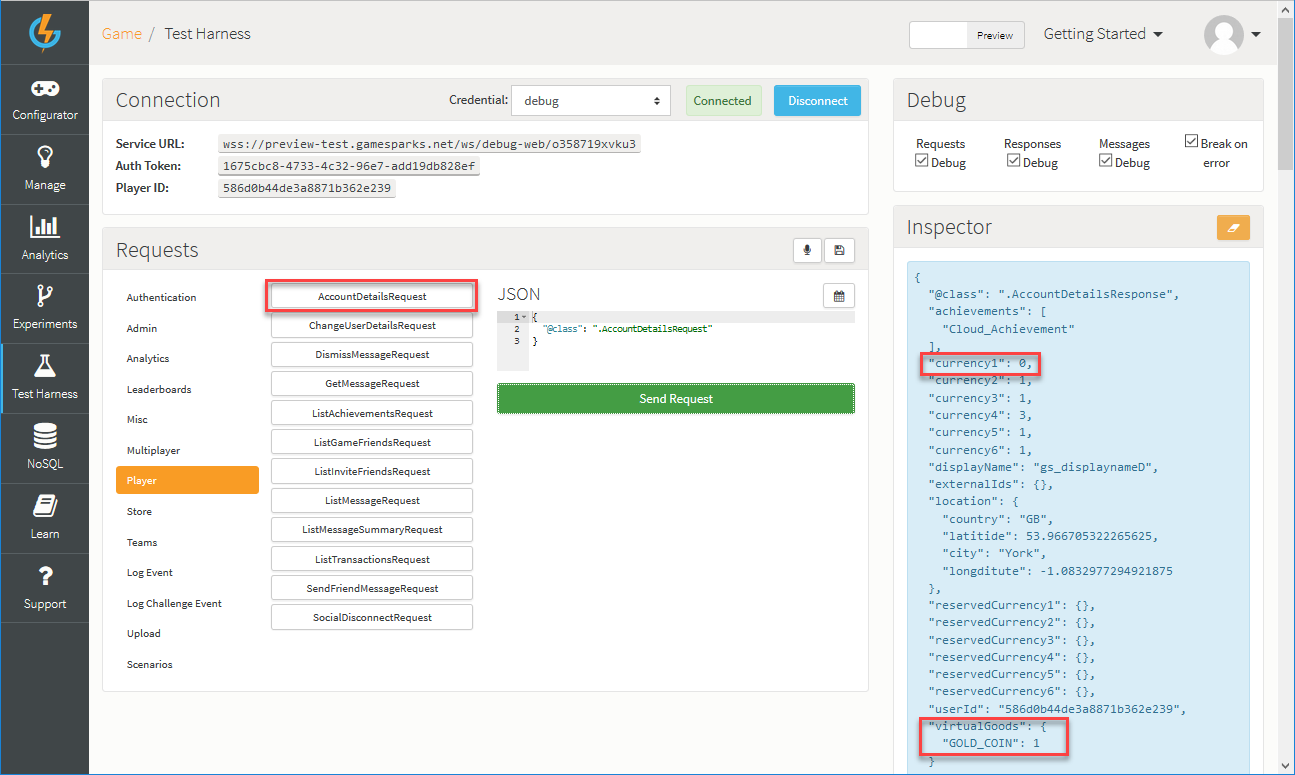 Game / Test Harness
Preview
Getting Started
Configurator
Manage
Analytics
Experiments
Test Harness
NoSQL
Learn
Support
Connection
Credential:
debug
Connected
Disconnect
Service URL:
wss://preview-test.gamesparks.net/ws/debug-web/o358719xvku3
Auth Token:
1675cbc8-4733-4c32-96e7-add19db828ef
Player ID:
586d0b44de3a8871b362e239
Requests
Authentication
Admin
Analytics
Leaderboards
Misc
Multiplayer
Player
Store
Teams
Log Event
Log Challenge Event
Upload
Scenarios
AccountDetailsRequest
ChangeUserDetailsRequest
DismissMessageRequest
GetMessageRequest
ListAchievementsRequest
ListGameFriendsRequest
ListInviteFriendsRequest
ListMessageRequest
ListMessageSummaryRequest
ListTransactionsRequest
SendFriendMessageRequest
SocialDisconnectRequest
JSON
1 {
2 "@class": ".AccountDetailsRequest"
3 }
Send Request
Debug
Requests
Debug
Responses
Debug
Messages
Debug
Break on
error
Inspector
{
"@class": ".AccountDetailsResponse",
"achievements": [
"Cloud_Achievement"
],
"currency1": 0,
"currency2": 1,
"currency3": 1,
"currency4": 3,
"currency5": 1,
"currency6": 1,
"displayName": "gs_displaynameD",
"externalIds": {},
"location": {
"country": "GB",
"latitide": 53.966705322265625,
"city": "York",
"longditute": -1.0832977294921875
},
"reservedCurrency1": {},
"reservedCurrency2": {},
"reservedCurrency3": {},
"reservedCurrency4": {},
"reservedCurrency5": {},
"reservedCurrency6": {},
"userId": "586d0b44de3a8871b362e239",
"virtualGoods": {
"GOLD_COIN": 1
}